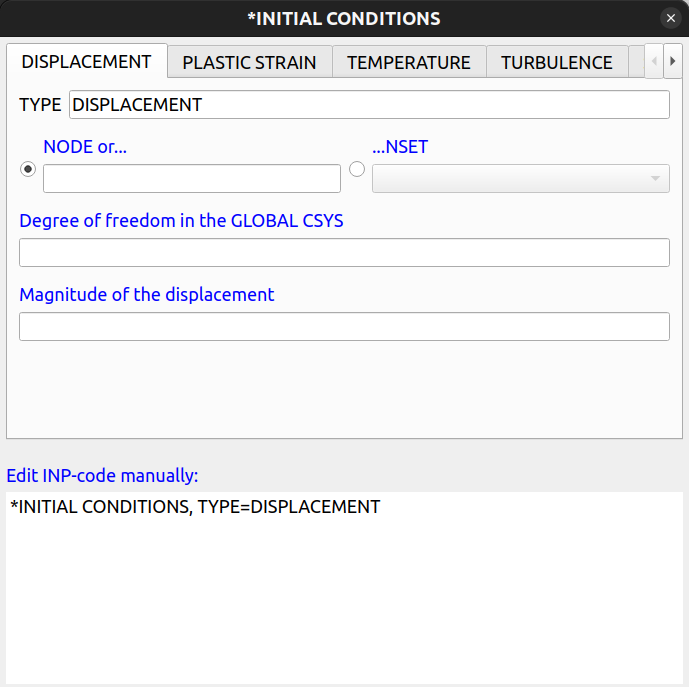 *INITIAL CONDITIONS
DISPLACEMENT PLASTIC STRAIN TEMPERATURE TURBULENCE
TYPE DISPLACEMENT
NODE or... ...NSET
Degree of freedom in the GLOBAL CSYS
Magnitude of the displacement
Edit INP-code manually:
*INITIAL CONDITIONS, TYPE=DISPLACEMENT